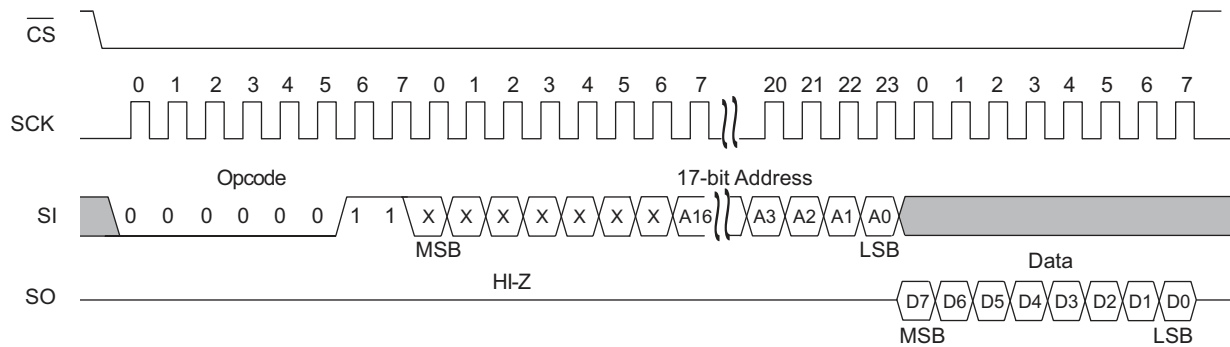 CS
0 1 2 3 4 5 6 7 0 1 2 3 4 5 6 7 20 21 22 23 0 1 2 3 4 5 6 7
SCK
Opcode 17-bit Address
SI 0 0 0 0 0 0 1 1 X X X X X X X A16 A3 A2 A1 A0
MSB LSB
HI-Z Data
SO D7 D6 D5 D4 D3 D2 D1 D0
MSB LSB